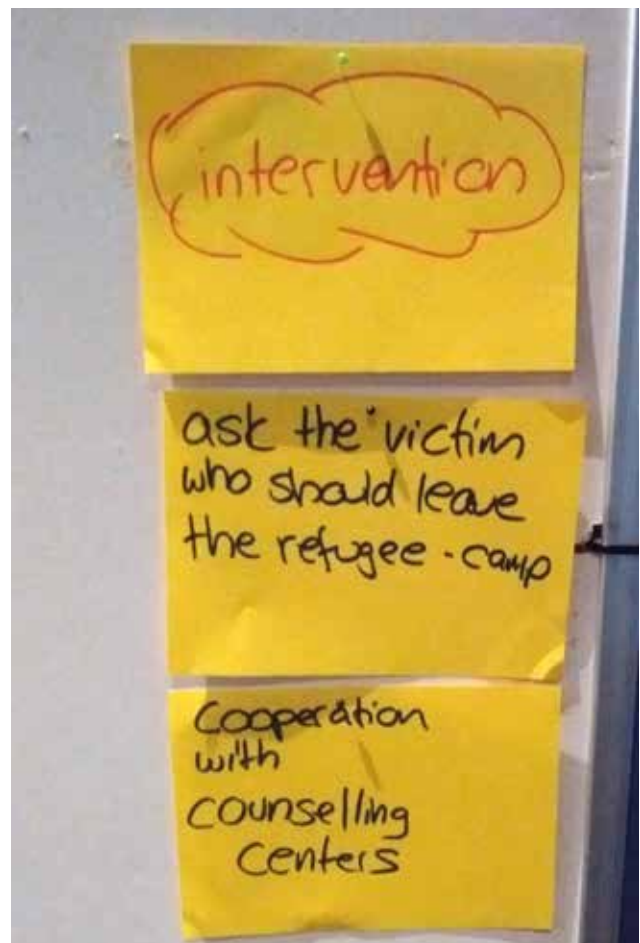 intervention
ask the victim
who should leave
the refugee-camp
Cooperation
with
counselling
Centers